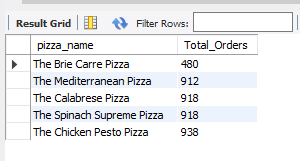 Result Grid Filter Rows:
pizza_name Total_Orders
The Brie Carre Pizza 480
The Mediterranean Pizza 912
The Calabrese Pizza 918
The Spinach Supreme Pizza 918
The Chicken Pesto Pizza 938